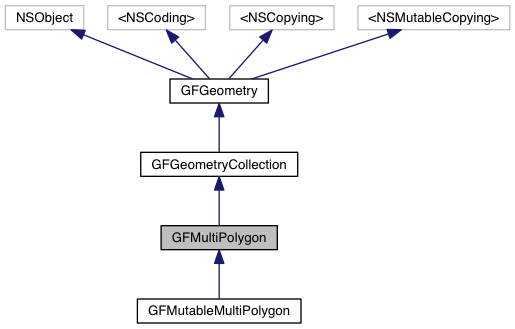 NSObject <NSCoding> <NSCopying> <NSMutableCopying>
GFGeometry
GFGeometryCollection
GFMultiPolygon
GFMutableMultiPolygon